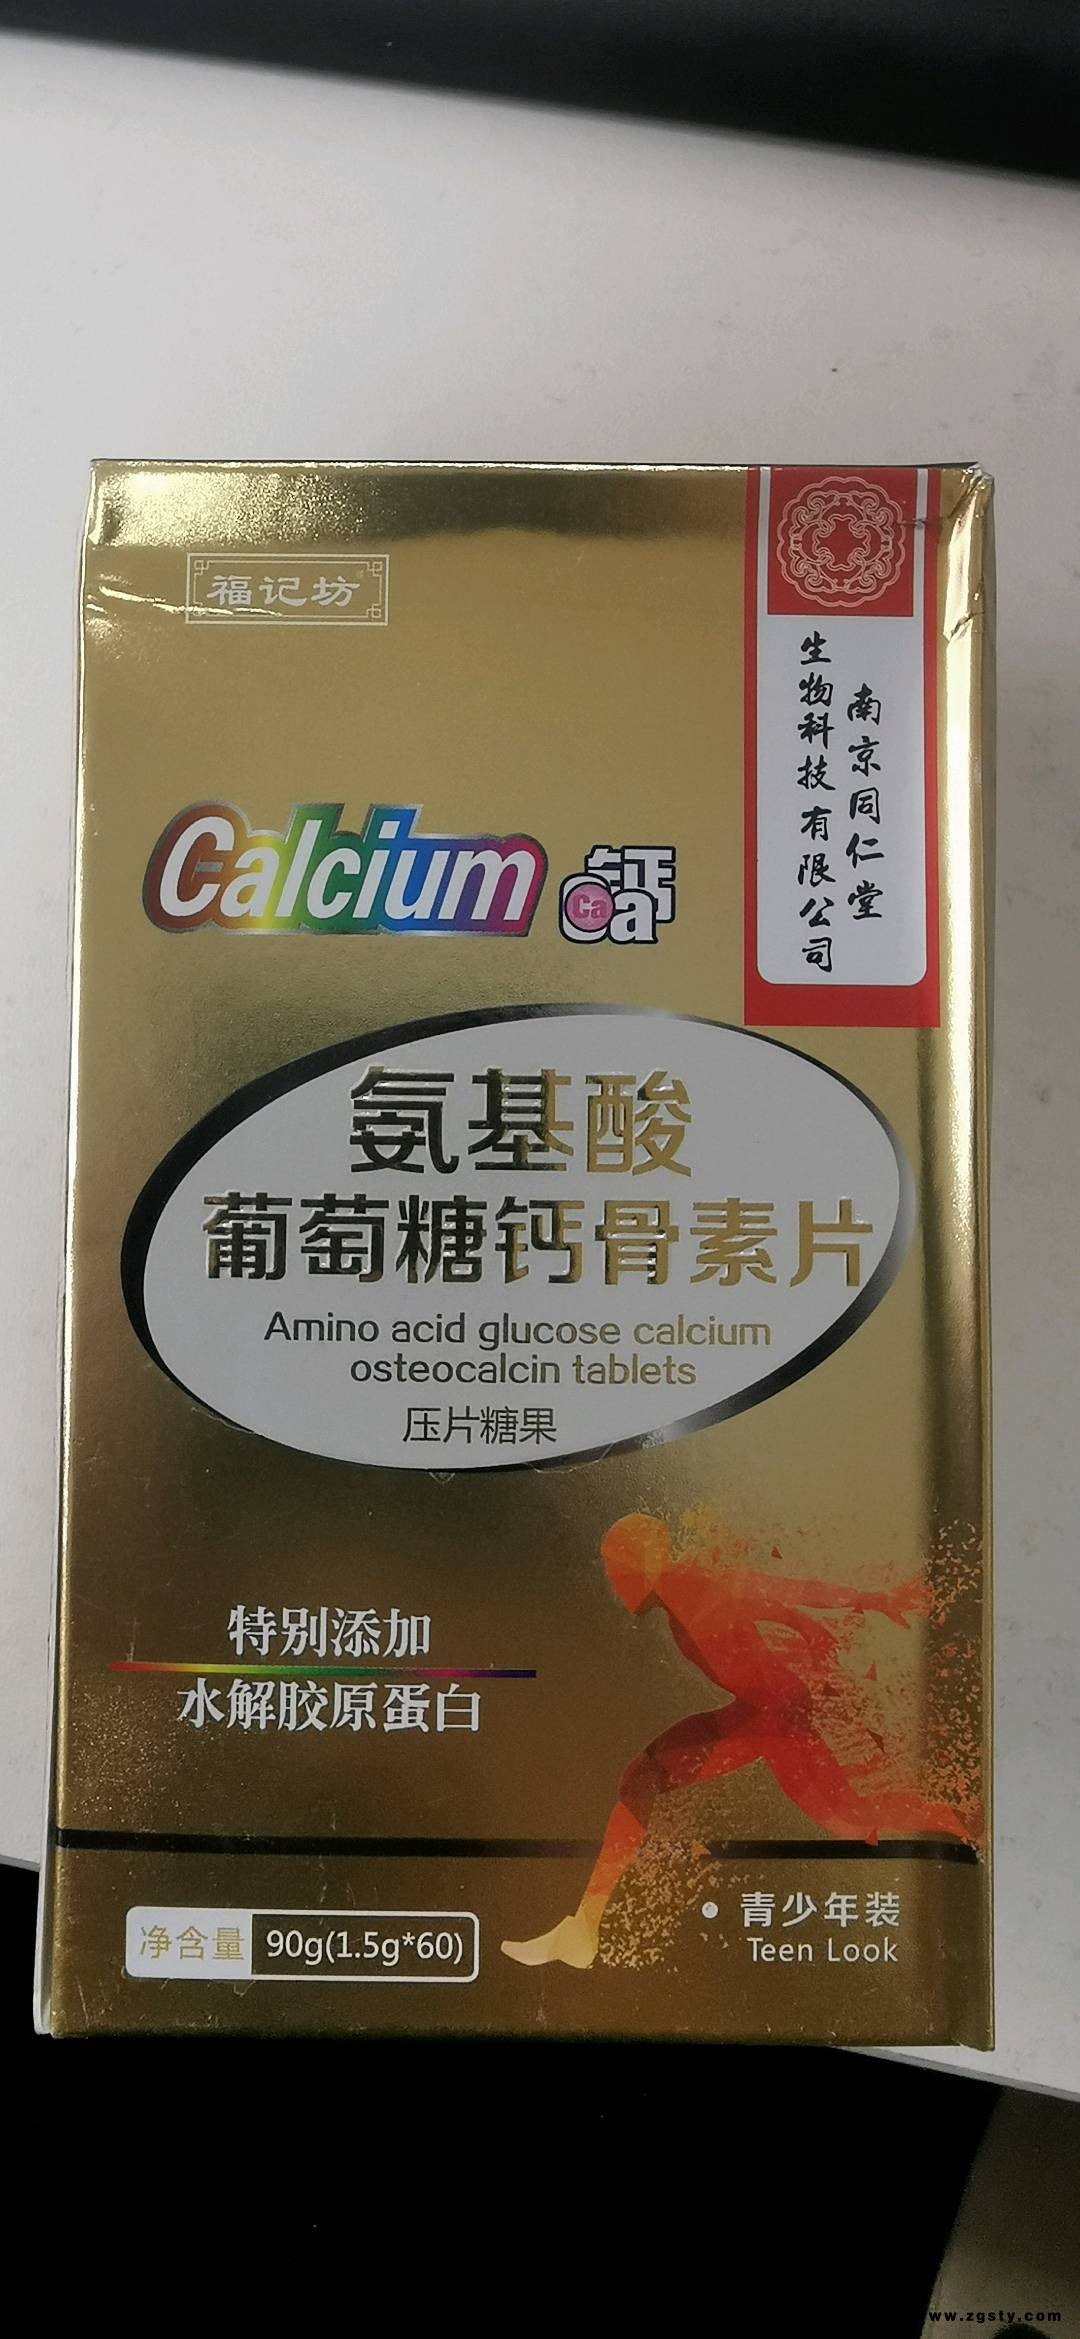 福记坊
南京同仁堂
生物科技有限公司
Calcium 钙
Ca
Ca
氨基酸
葡萄糖钙骨素片
Amino acid glucose calcium
osteocalcin tablets
压片糖果
特别添加
水解胶原蛋白
净含量 90g(1.5g*60)
• 青少年装
Teen Look
ww.zgsty.com